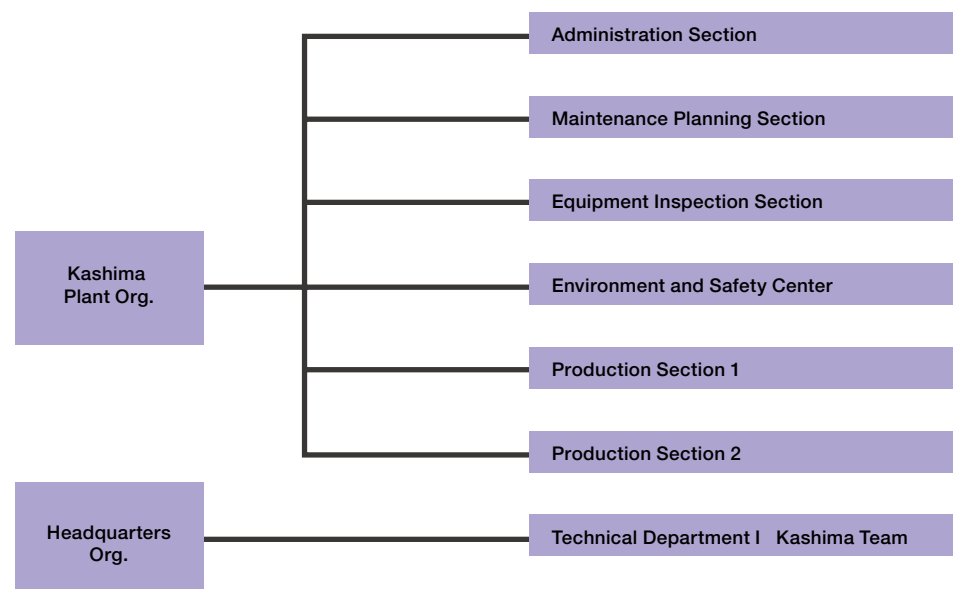 Administration Section
Maintenance Planning Section
Equipment Inspection Section
Kashima
Plant Org.
Environment and Safety Center
Production Section 1
Production Section 2
Headquarters
Org.
Technical Department I Kashima Team